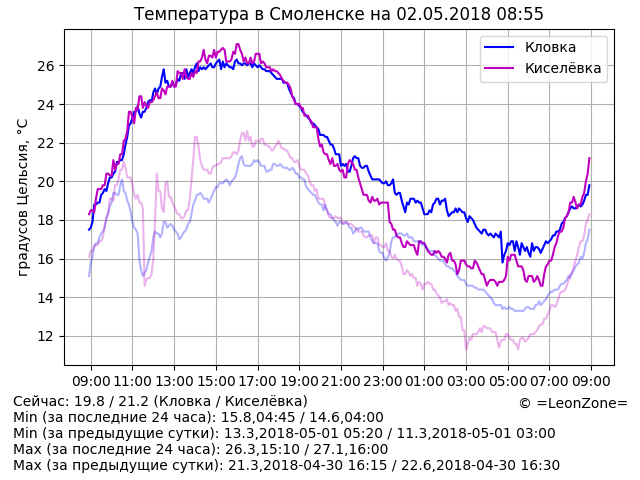 Температура в Смоленске на 02.05.2018 08:55
градусов Цельсия, °C
26
24
22
20
18
16
14
12
Кловка
Киселёвка
09:00 11:00 13:00 15:00 17:00 19:00 21:00 23:00 01:00 03:00 05:00 07:00 09:00
Сейчас: 19.8 / 21.2 (Кловка / Киселёвка)
© =LeonZone=
Min (за последние 24 часа): 15.8,04:45 / 14.6,04:00
Min (за предыдущие сутки): 13.3,2018-05-01 05:20 / 11.3,2018-05-01 03:00
Max (за последние 24 часа): 26.3,15:10 / 27.1,16:00
Max (за предыдущие сутки): 21.3,2018-04-30 16:15 / 22.6,2018-04-30 16:30